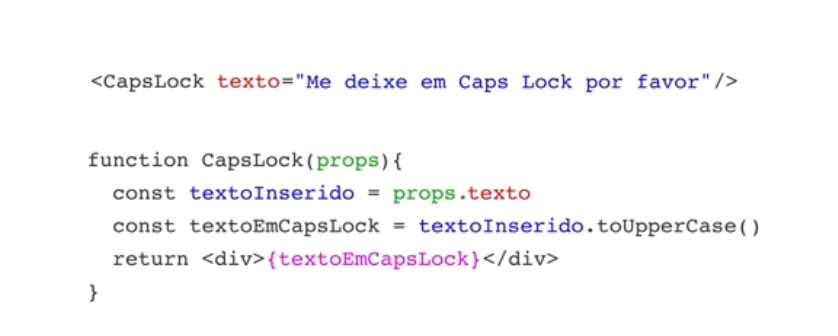 <CapsLock texto="Me deixe em Caps Lock por favor"/>
function CapsLock(props){
const textoInserido = props.texto
const textoEmCapsLock = textoInserido.toUpperCase()
return <div>{textoEmCapsLock}</div>
}